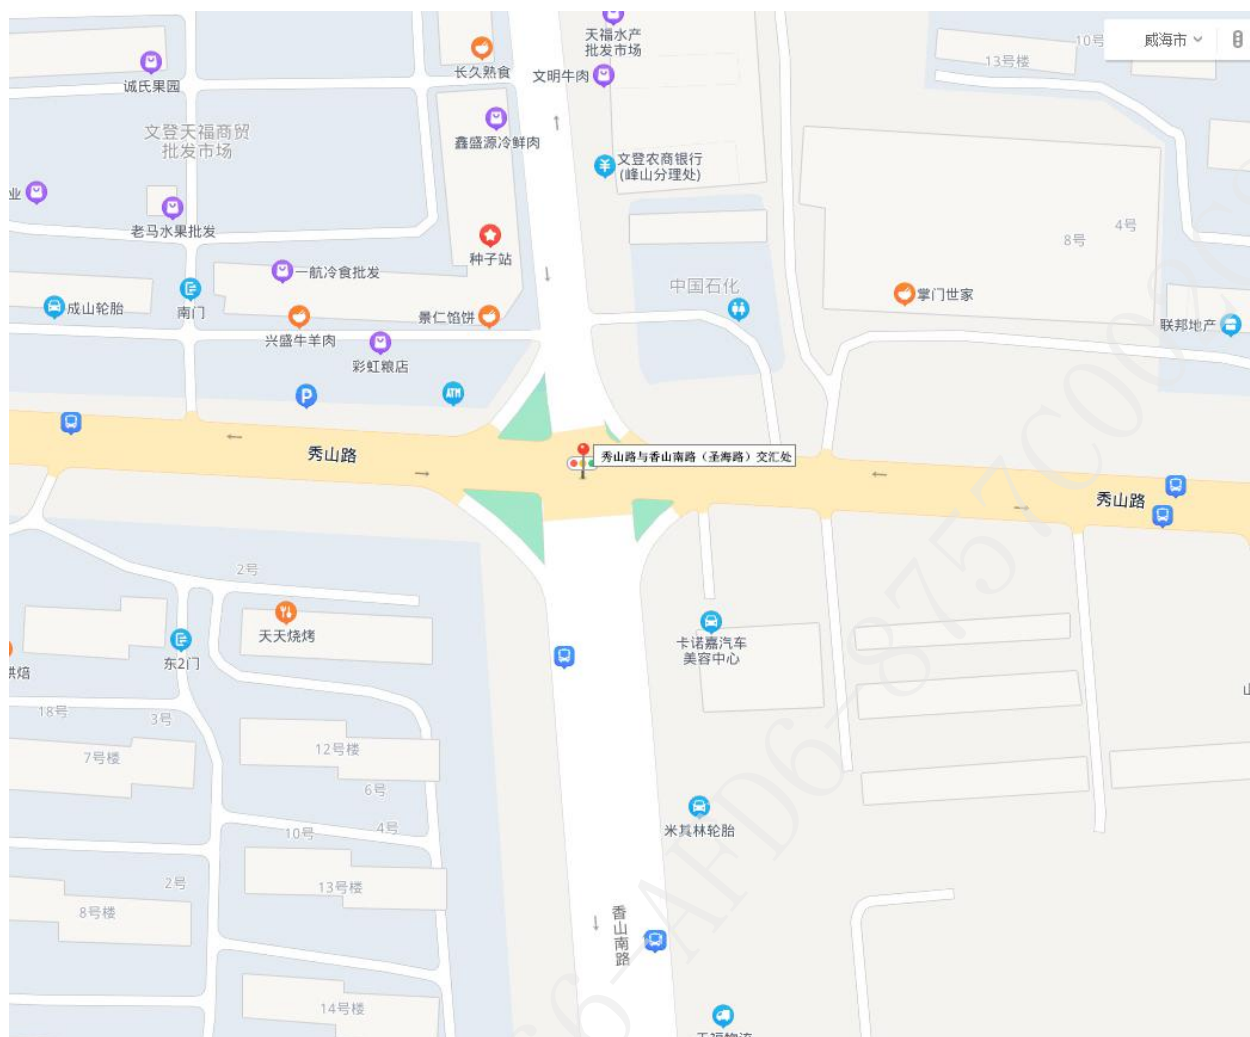 天福水产
批发市场
10号
威海市
13号楼
长久熟食
文明牛肉
诚氏果园
文登天福商贸
批发市场
鑫盛源冷鲜肉
文登农商银行
(峰山分理处)
业
老马水果批发
4号
8号
种子站
一航冷食批发
中国石化
掌门世家
成山轮胎
南门
景仁馅饼
联邦地产
兴盛牛羊肉
彩虹粮店
P
ATM
秀山路
秀山路与香山南路（圣海路）交汇处
秀山路
2号
天天烧烤
卡诺嘉汽车
美容中心
东2门
烘焙
山
18号
3号
12号楼
7号楼
6号
米其林轮胎
10号
4号
2号
13号楼
8号楼
香山南路
14号楼
天福物流